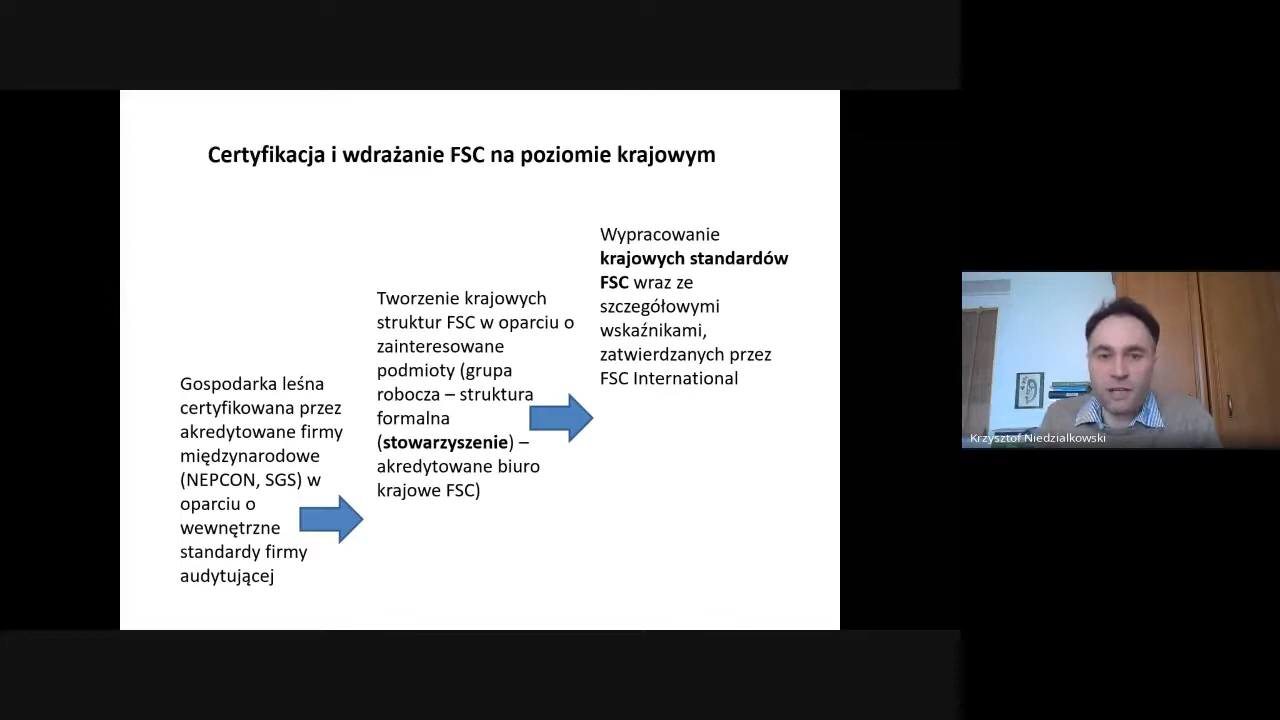 Certyfikacja i wdrażanie FSC na poziomie krajowym
Gospodarka leśna
certyfikowana przez
akredytowane firmy
międzynarodowe
(NEPCON, SGS) w
oparciu o
wewnętrzne
standardy firmy
audytującej
Tworzenie krajowych
struktur FSC w oparciu o
zainteresowane
podmioty (grupa
robocza – struktura
formalna
(stowarzyszenie) –
akredytowane biuro
krajowe FSC)
Wypracowanie
krajowych standardów
FSC wraz ze
szczegółowymi
wskaźnikami,
zatwierdzanych przez
FSC International
Krzysztof Niedzialkowski